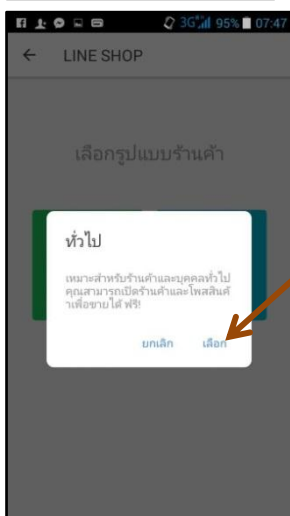 3G 95% 07:47
LINE SHOP
เลือกรูปแบบร้านค้า
ทั่วไป
เหมาะสำหรับร้านค้าและบุคคลทั่วไป
คุณสามารถเปิดร้านค้าและโพสสินค้
าเพื่อขายได้ ฟรี!
ยกเลิก เลือก